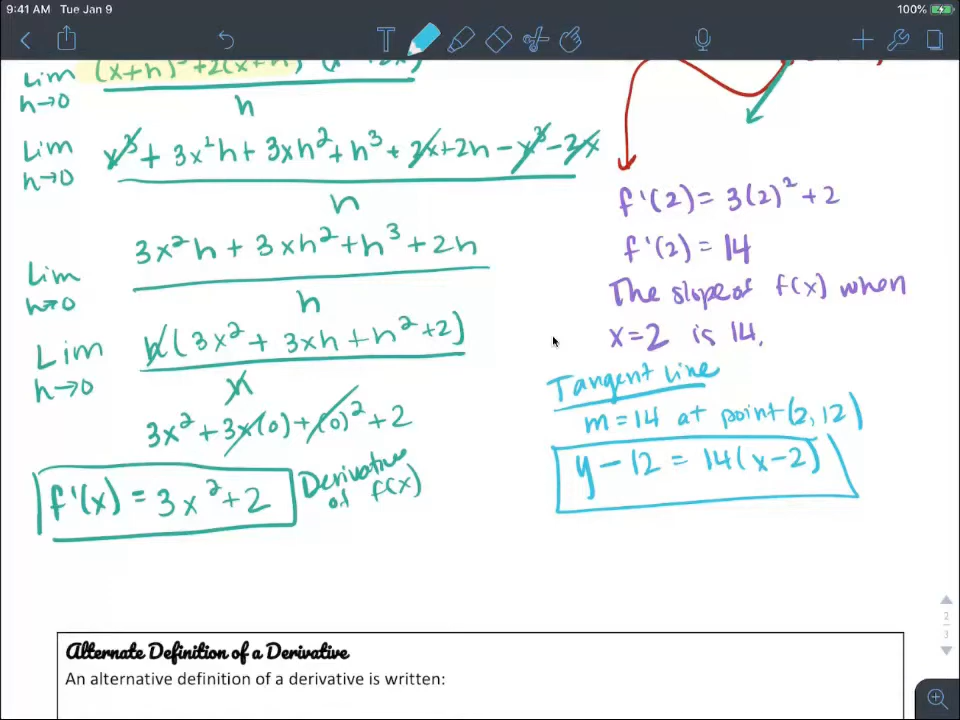 9:41 AM Tue Jan 9
100%
Lim h→0
h
Lim h→0 x³ + 3x²h + 3xh² + h³ + 2x + 2h - x³ - 2x
h
Lim h→0 3x²h + 3xh² + h³ + 2h
h
Lim h→0 h(3x² + 3xh + h² + 2)
h
3x² + 3x(0) + (0)² + 2
f'(x) = 3x² + 2
Derivative
of f(x)
f'(2) = 3(2)² + 2
f'(2) = 14
The slope of f(x) when
x=2 is 14.
Tangent Line
m = 14 at point (2, 12)
y - 12 = 14(x - 2)
2
3
Alternate Definition of a Derivative
An alternative definition of a derivative is written: